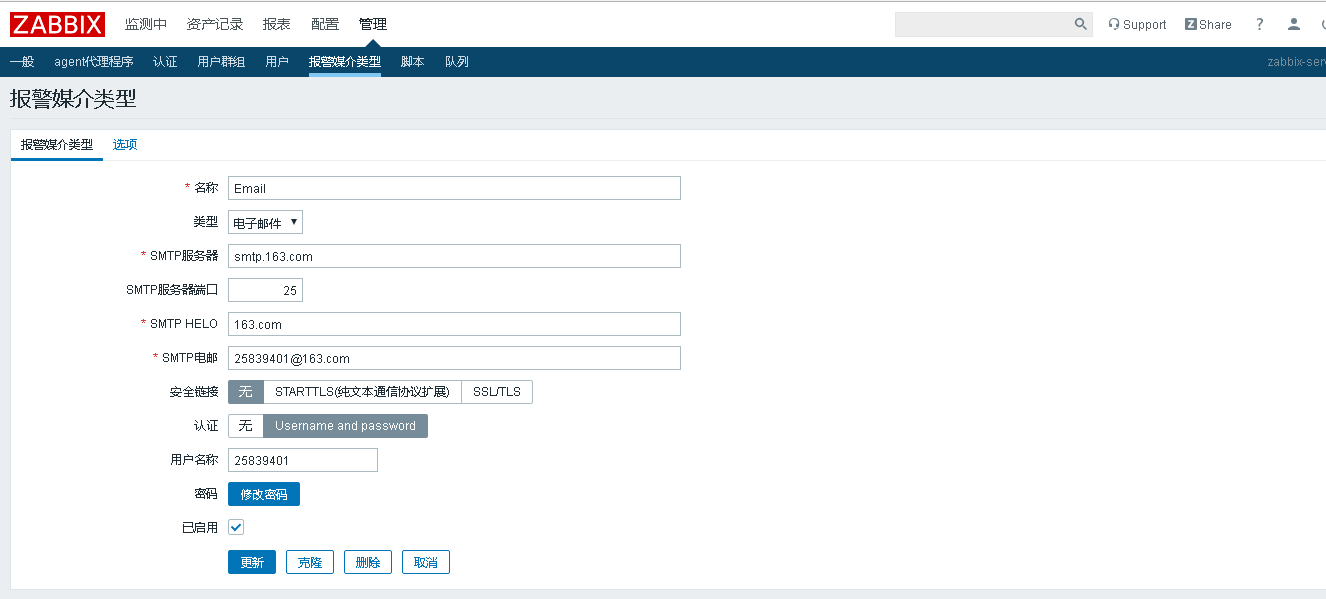 ZABBIX 监测中 资产记录 报表 配置 管理 Support Z Share ?
一般 agent代理程序 认证 用户群组 用户 报警媒介类型 脚本 队列 zabbix-ser
报警媒介类型
报警媒介类型 选项
* 名称 Email
类型 电子邮件
* SMTP服务器 smtp.163.com
SMTP服务器端口 25
* SMTP HELO 163.com
* SMTP电邮 25839401@163.com
安全链接 无 STARTTLS(纯文本通信协议扩展) SSL/TLS
认证 无 Username and password
用户名称 25839401
密码 修改密码
已启用
更新 克隆 删除 取消